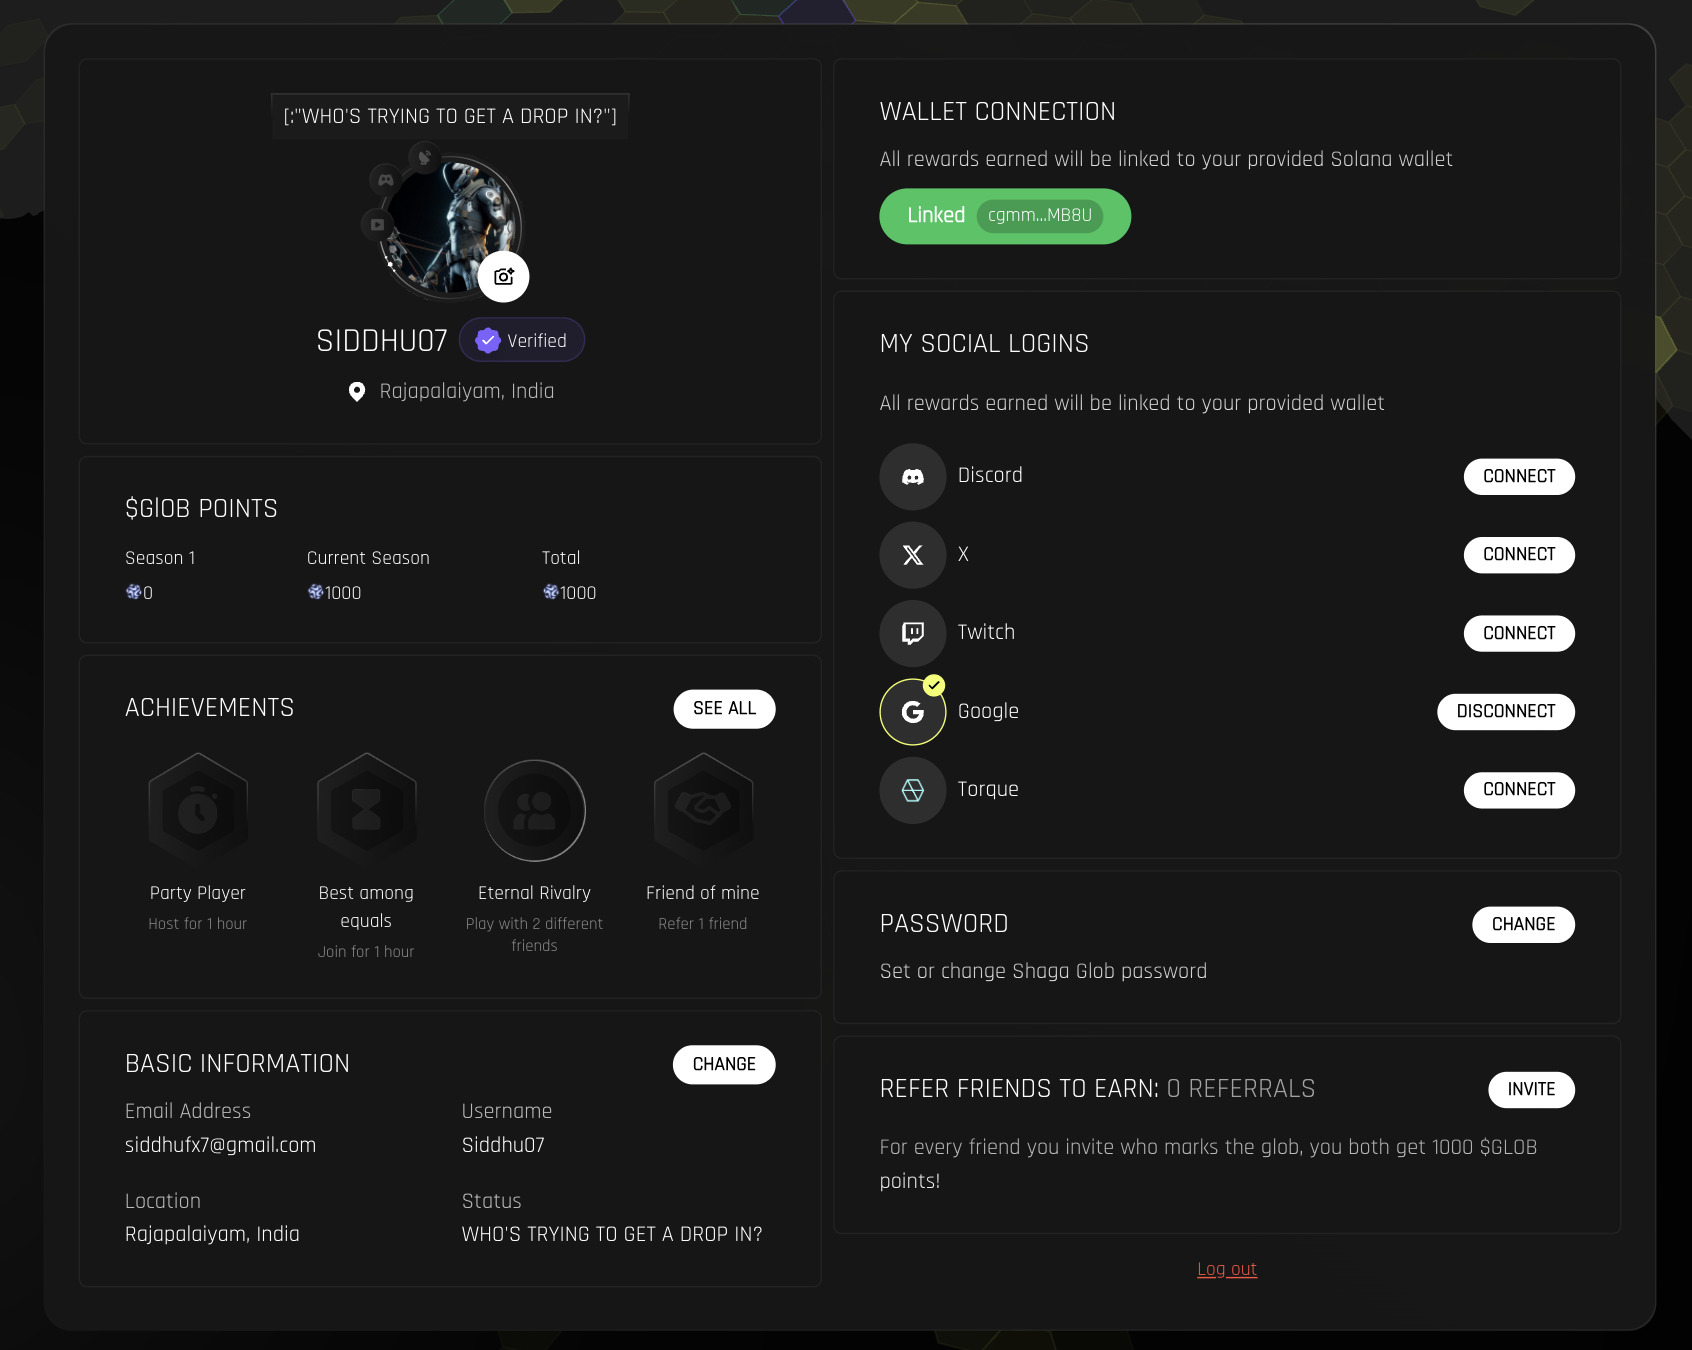 [:"WHO'S TRYING TO GET A DROP IN?"]
SIDDHU07
Verified
Rajapalaiyam, India
$GlOB POINTS
Season 1
Current Season
Total
0
1000
1000
ACHIEVEMENTS
SEE ALL
Party Player
Host for 1 hour
Best among
equals
Join for 1 hour
Eternal Rivalry
Play with 2 different
friends
Friend of mine
Refer 1 friend
BASIC INFORMATION
CHANGE
Email Address
siddhufx7@gmail.com
Username
Siddhu07
Location
Rajapalaiyam, India
Status
WHO'S TRYING TO GET A DROP IN?
WALLET CONNECTION
All rewards earned will be linked to your provided Solana wallet
Linked cgmm...MB8U
MY SOCIAL LOGINS
All rewards earned will be linked to your provided wallet
Discord
CONNECT
X
CONNECT
Twitch
CONNECT
Google
DISCONNECT
Torque
CONNECT
PASSWORD
CHANGE
Set or change Shaga Glob password
REFER FRIENDS TO EARN: 0 REFERRALS
INVITE
For every friend you invite who marks the glob, you both get 1000 $GLOB
points!
Log out